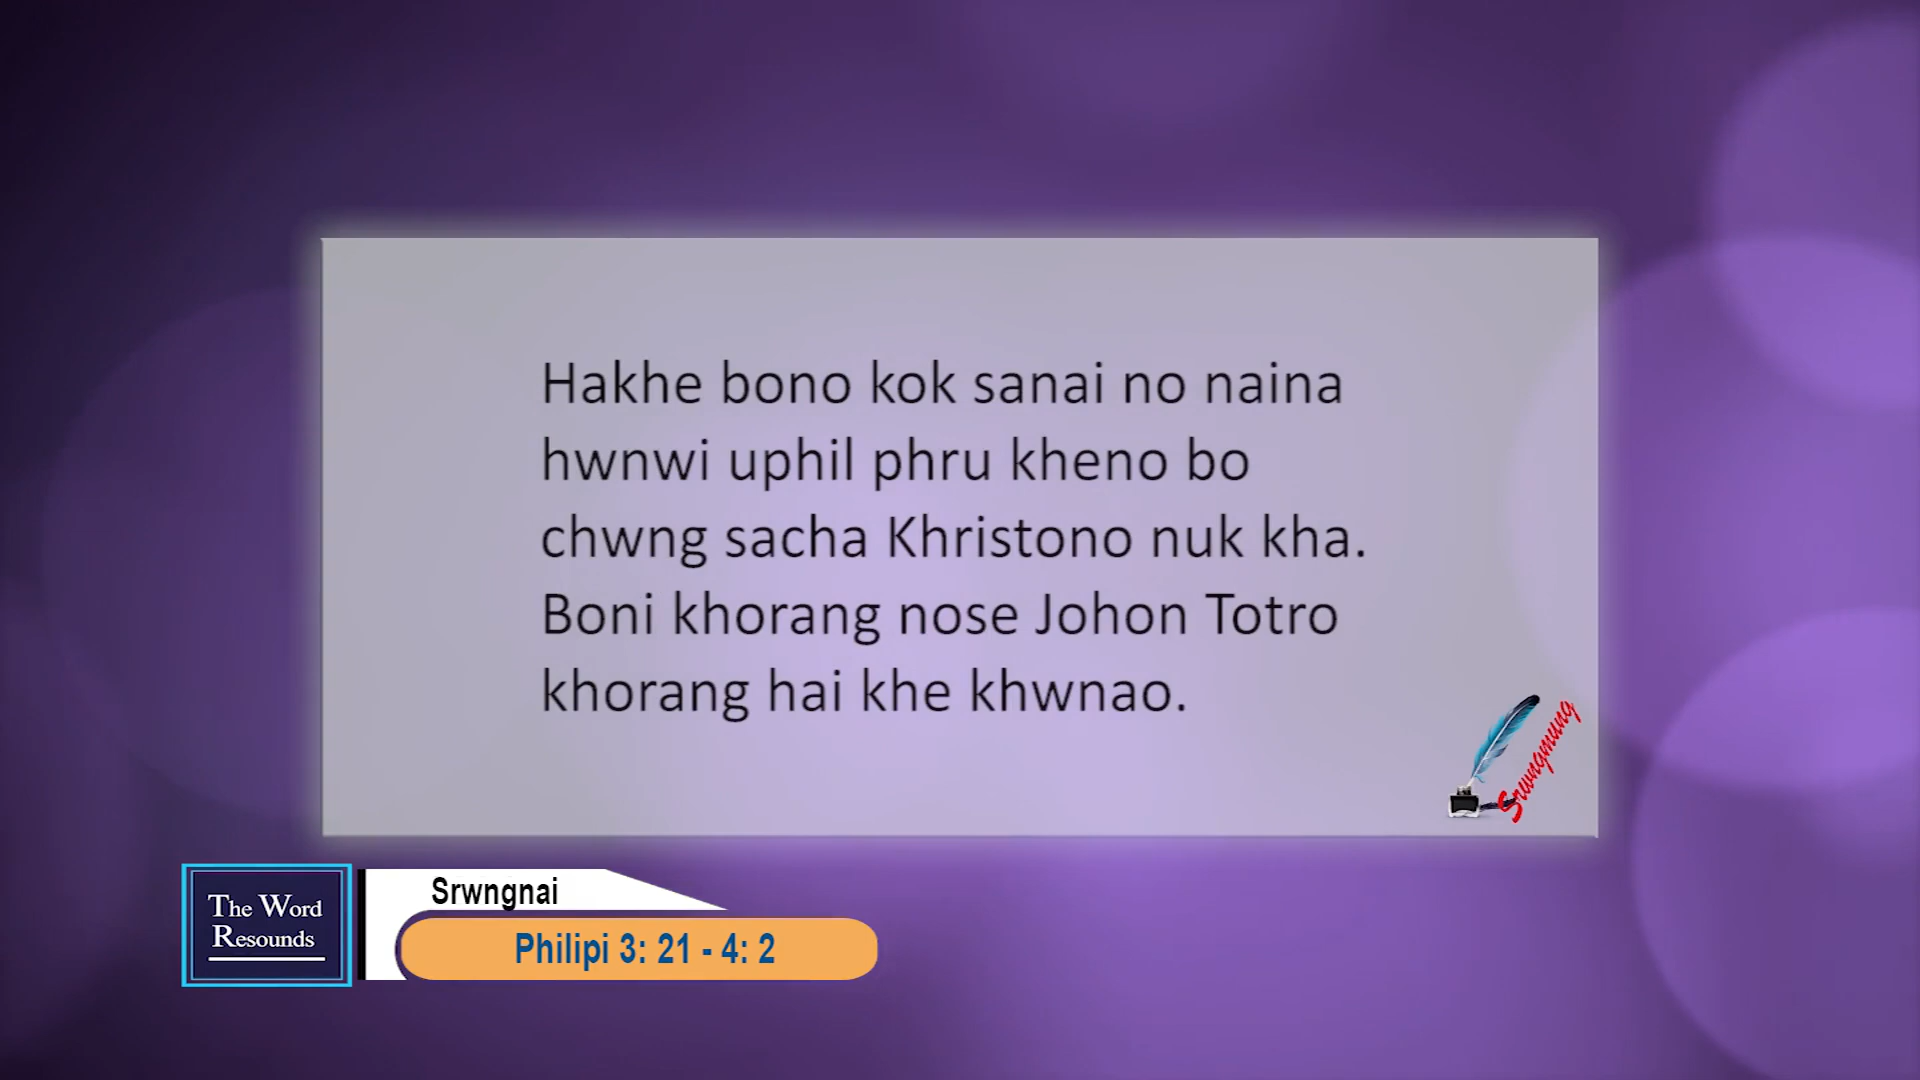 Hakhe bono kok sanai no naina
hwnwi uphil phru kheno bo
chwng sacha Khristono nuk kha.
Boni khorang nose Johon Totro
khorang hai khe khwnao.
Srwngmung
The Word
Resounds
Srwngnai
Philipi 3: 21 - 4: 2